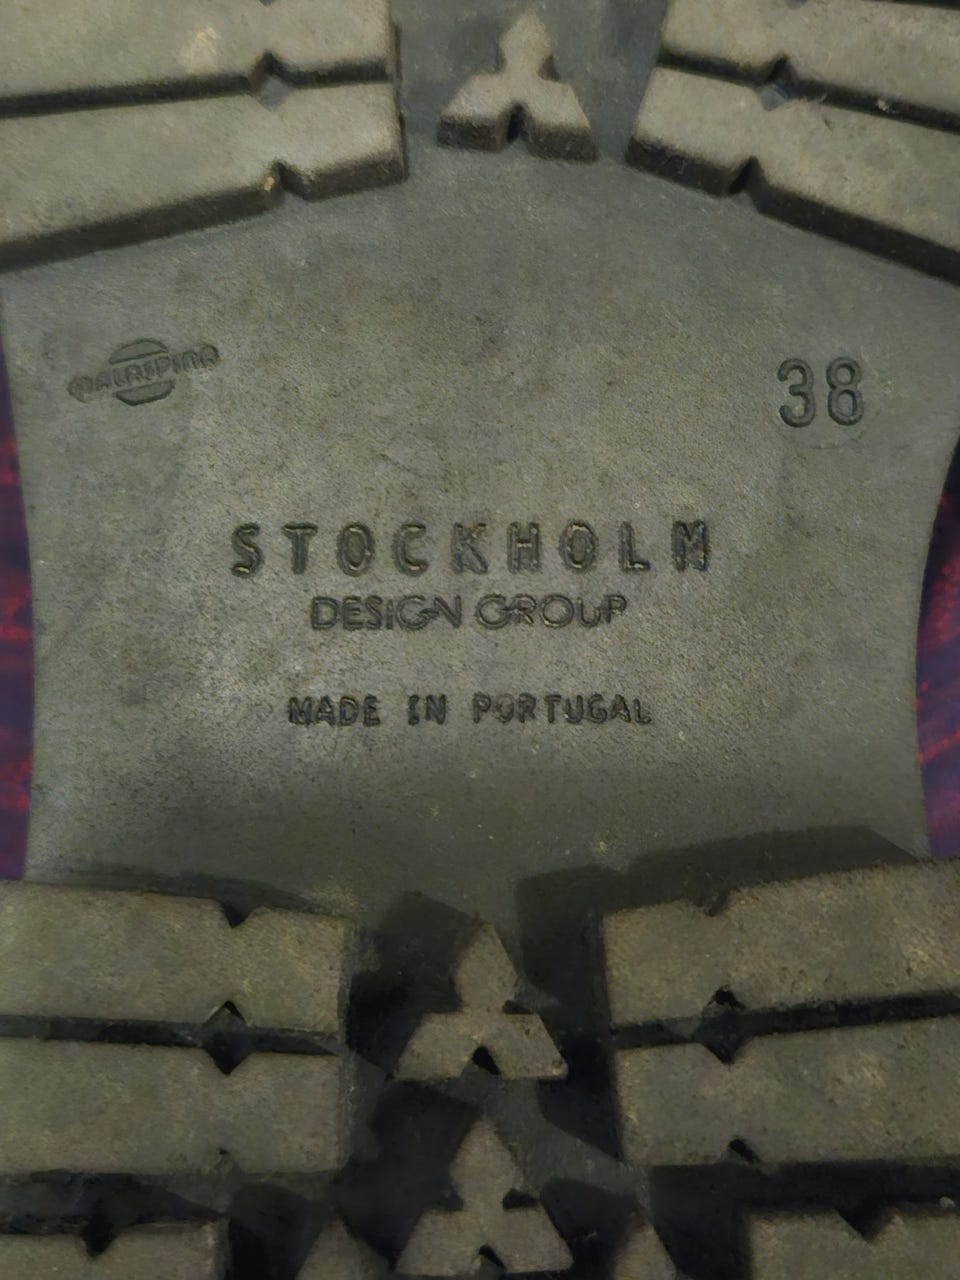 38
STOCKHOLM
DESIGN GROUP
MADE IN PORTUGAL